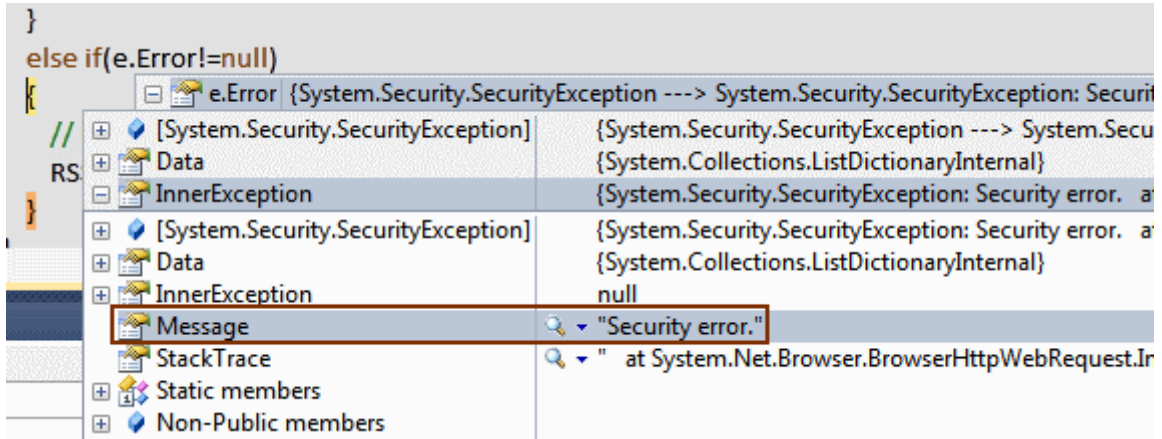 }
else if(e.Error!=null)
{ e.Error {System.Security.SecurityException ---> System.Security.SecurityException: Securit
// [System.Security.SecurityException] {System.Security.SecurityException ---> System.Secu
Data {System.Collections.ListDictionaryInternal}
RS InnerException {System.Security.SecurityException: Security error. at
}
[System.Security.SecurityException] {System.Security.SecurityException: Security error. at
Data {System.Collections.ListDictionaryInternal}
InnerException null
Message "Security error."
StackTrace " at System.Net.Browser.BrowserHttpWebRequest.In
Static members
Non-Public members